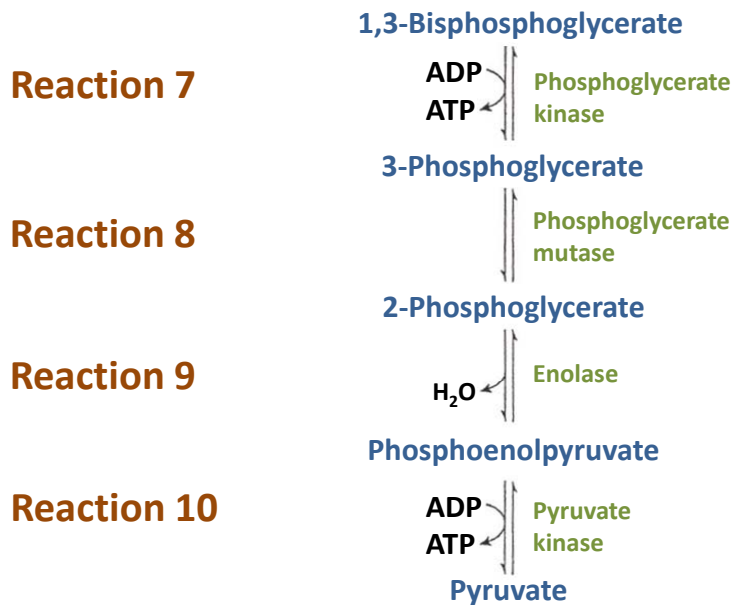 1,3-Bisphosphoglycerate
Reaction 7
ADP
ATP
Phosphoglycerate
kinase
3-Phosphoglycerate
Reaction 8
Phosphoglycerate
mutase
2-Phosphoglycerate
Reaction 9
H₂O
Enolase
Phosphoenolpyruvate
Reaction 10
ADP
ATP
Pyruvate
kinase
Pyruvate